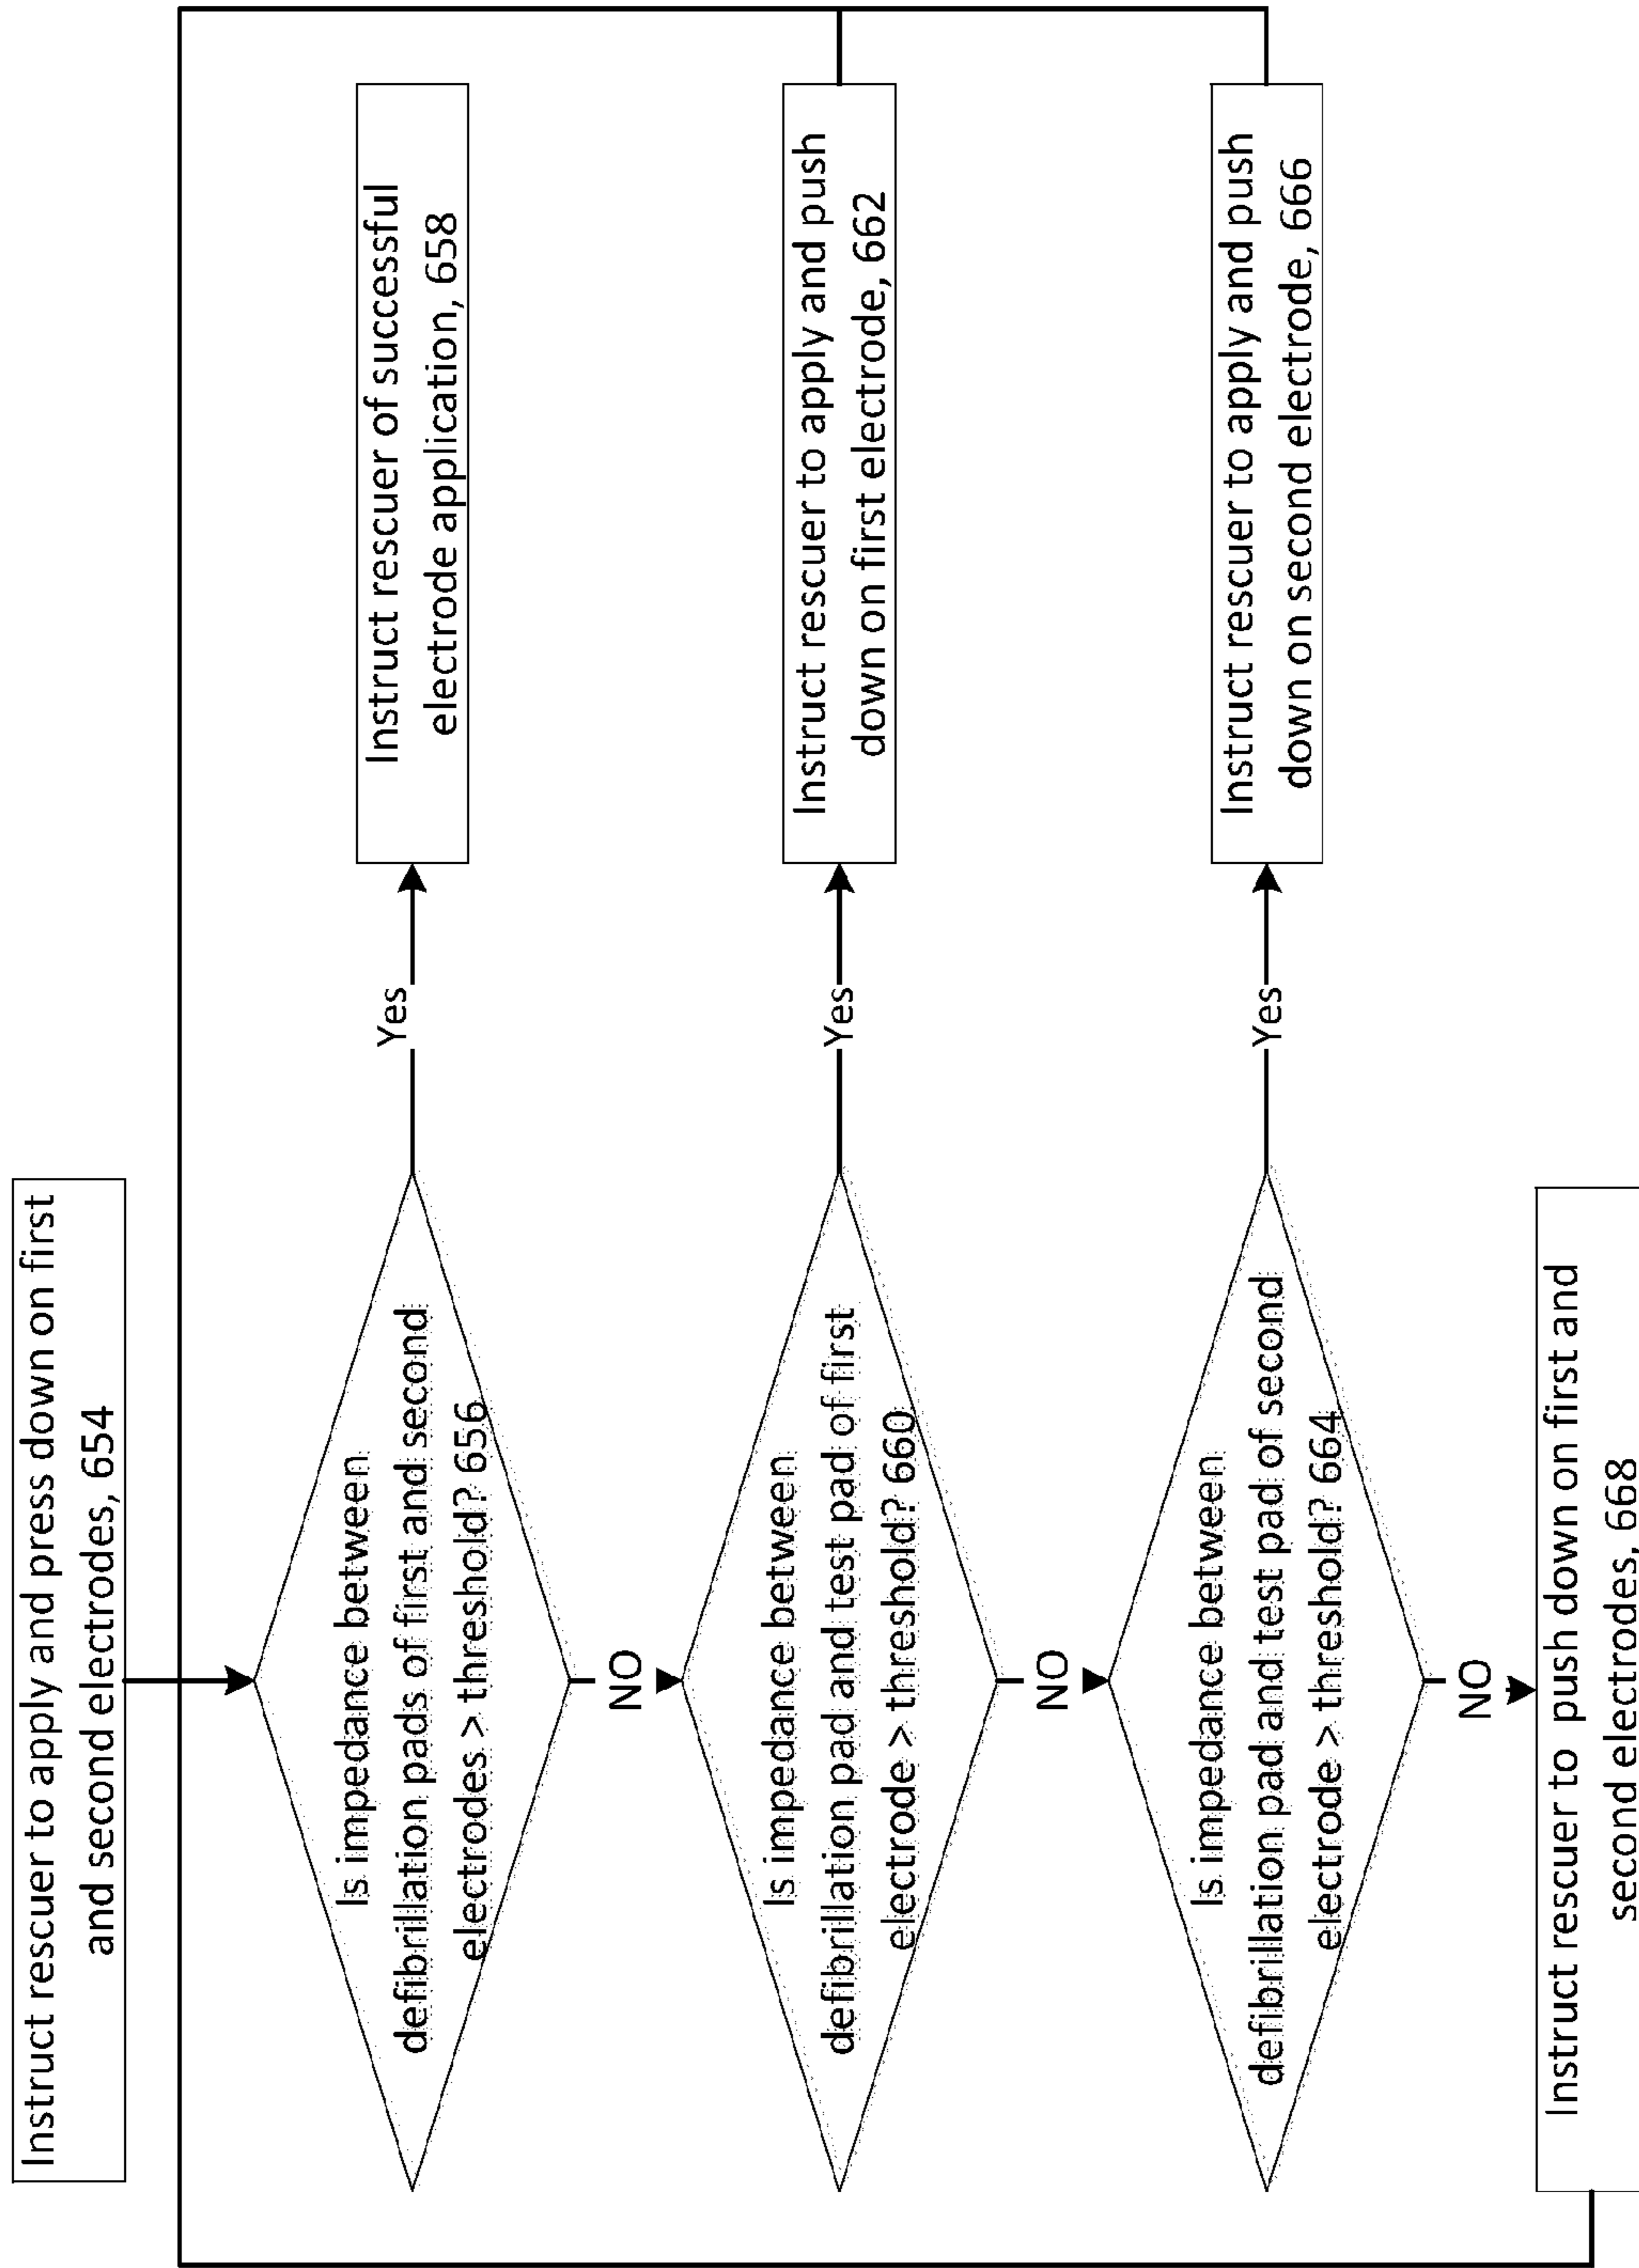 Instruct rescuer to apply and press down on first
and second electrodes, 654
Is impedance between
defibrillation pads of first and second
electrodes > threshold? 656
Yes
Instruct rescuer of successful
electrode application, 658
NO
Is impedance between
defibrillation pad and test pad of first
electrode > threshold? 660
Yes
Instruct rescuer to apply and push
down on first electrode, 662
NO
Is impedance between
defibrillation pad and test pad of second
electrode > threshold? 664
Yes
Instruct rescuer to apply and push
down on second electrode, 666
NO
Instruct rescuer to push down on first and
second electrodes, 668